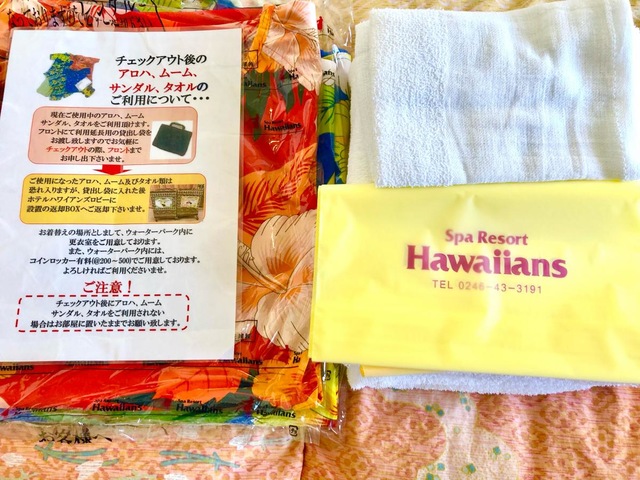 チェックアウト後の
アロハ、ムーム、
サンダル、タオルの
ご利用について・・・
現在ご使用中のアロハ、ムーム
サンダル、タオルをご利用頂けます。
フロントにて利用延長用の貸出し袋を
お渡し致しますのでお気軽に
チェックアウトの際、フロントまで
お申し出下さいませ。
ご使用になったアロハ、ムーム及びタオル類は
恐れ入りますが、貸出し袋に入れた後
ホテルハワイアンズロビーに
設置の返却BOXへご返却下さいませ。
お着替えの場所としまして、ウォーターパーク内に
更衣室をご用意しております。
また、ウォーターパーク内には、
コインロッカー有料(@200～500)でご用意しております。
よろしければご利用くださいませ。
ご注意！
チェックアウト後にアロハ、ムーム
サンダル、タオルをご利用されない
場合はお部屋に置いたままでお願い致します。
Spa Resort
Hawaiians
TEL 0246-43-3191
Spa Resort
Hawaiians
Hawaiians
Hawaiians
Hawaiians